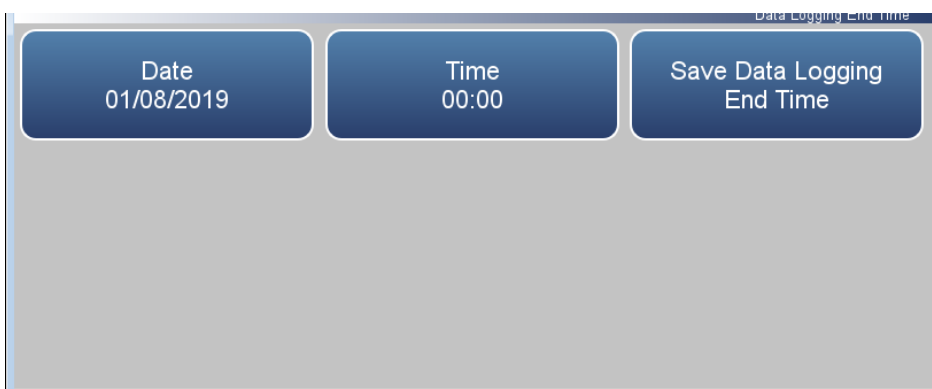 Data Logging End Time
Date
01/08/2019
Time
00:00
Save Data Logging
End Time